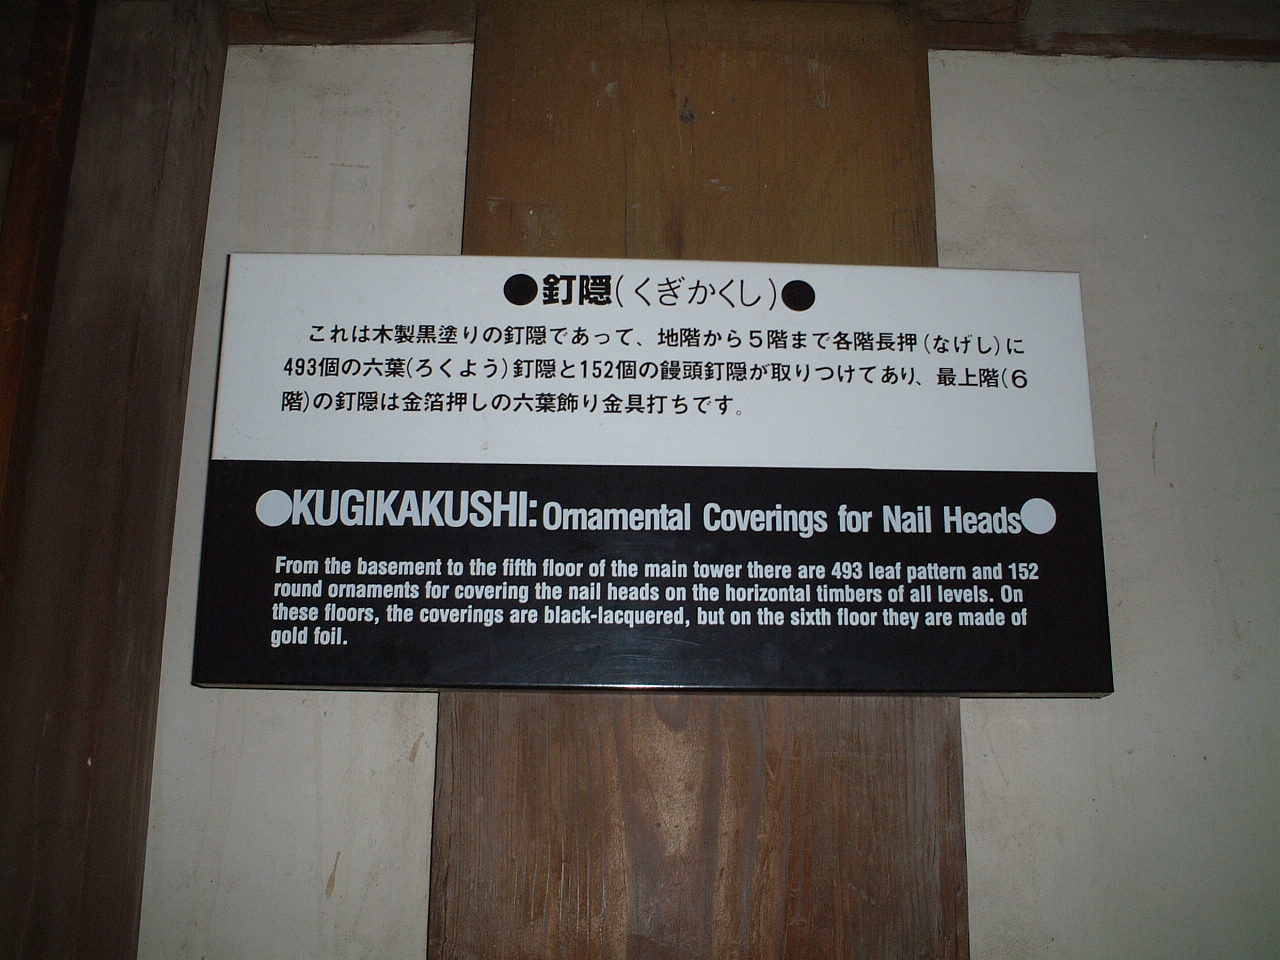 ●釘隠(くぎかくし)●
これは木製黒塗りの釘隠であって、地階から5階まで各階長押(なげし)に
493個の六葉(ろくよう)釘隠と152個の饅頭釘隠が取りつけてあり、最上階(6
階)の釘隠は金箔押しの六葉飾り金具打ちです。
●KUGIKAKUSHI: Ornamental Coverings for Nail Heads●
From the basement to the fifth floor of the main tower there are 493 leaf pattern and 152
round ornaments for covering the nail heads on the horizontal timbers of all levels. On
these floors, the coverings are black-lacquered, but on the sixth floor they are made of
gold foil.